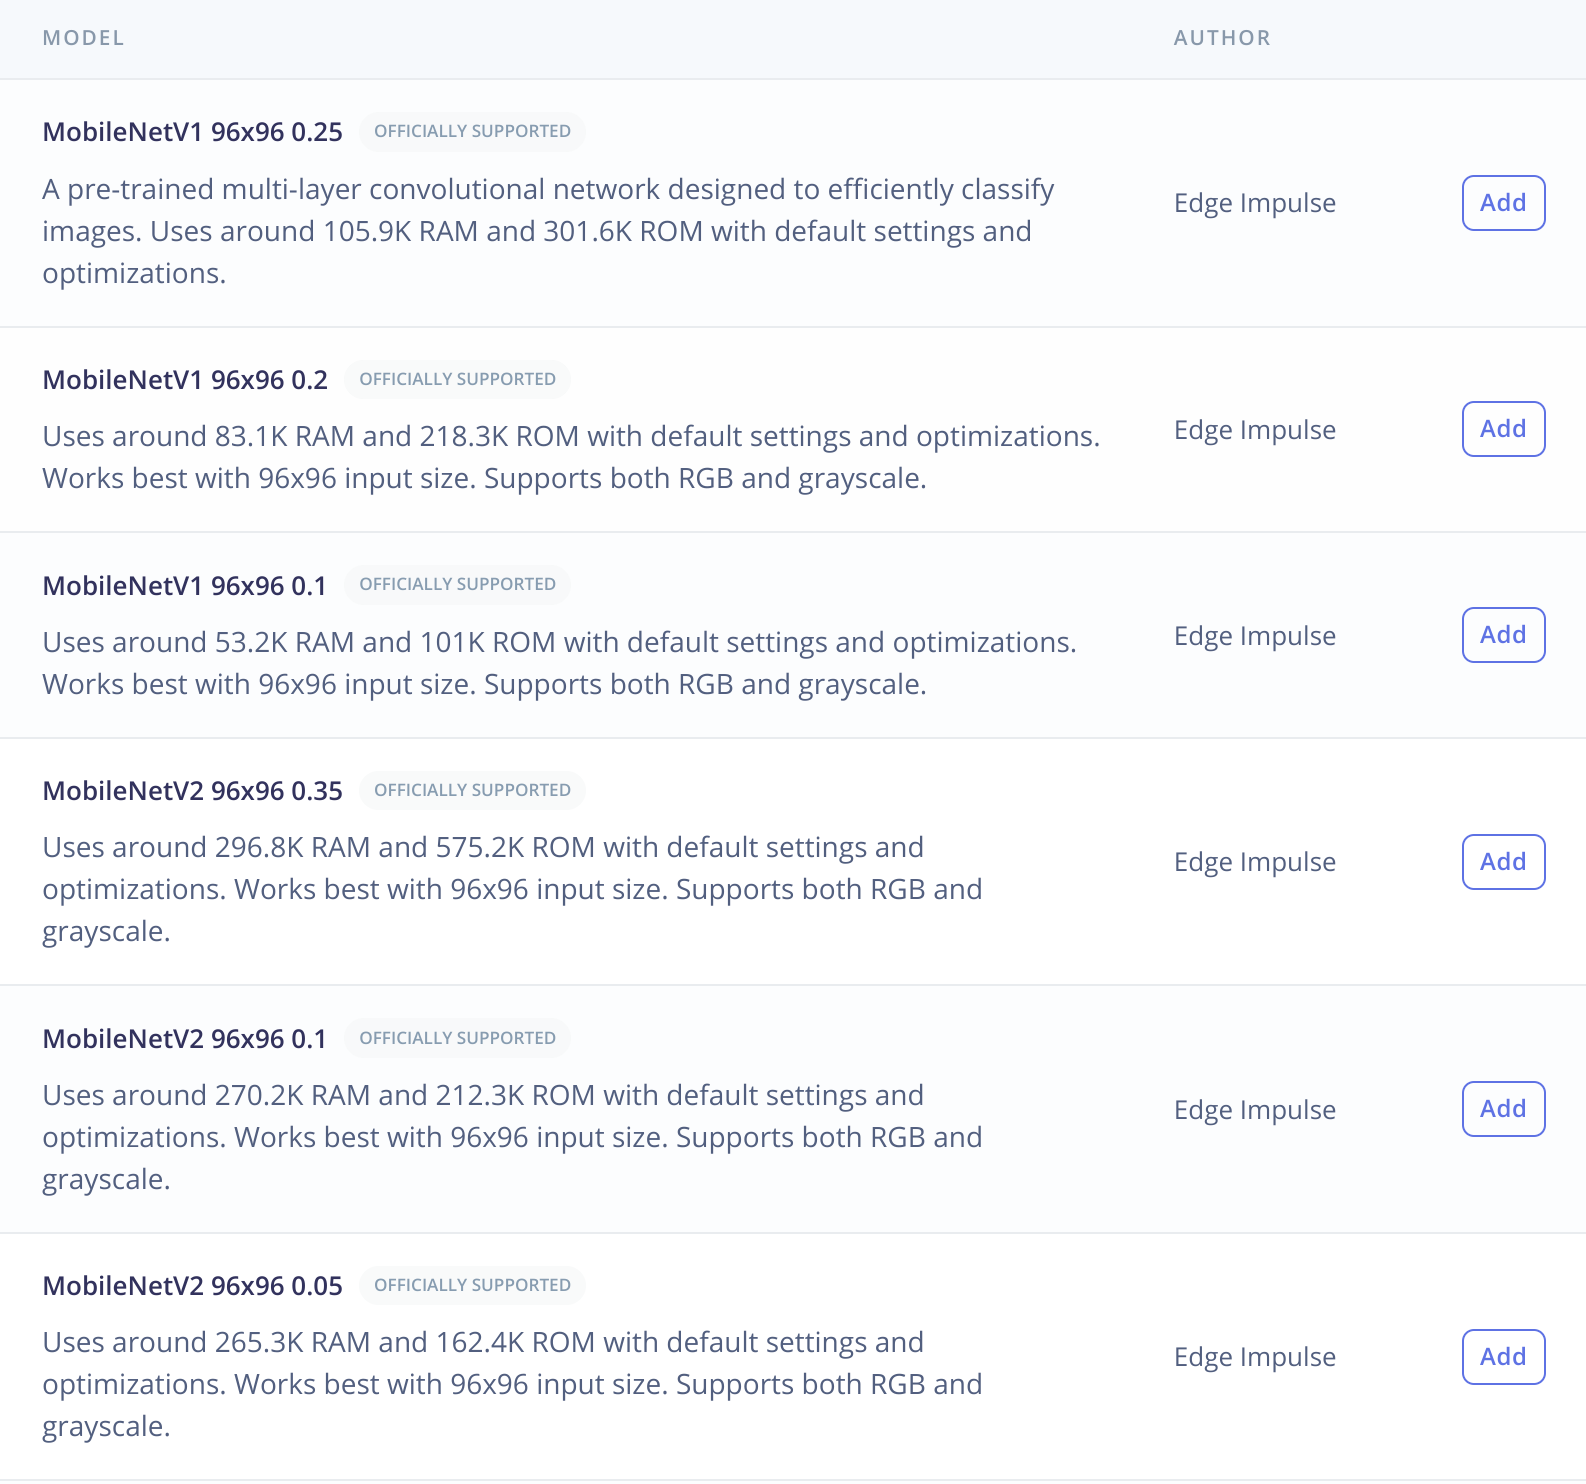 MODEL
AUTHOR
MobileNetV1 96x96 0.25 OFFICIALLY SUPPORTED
A pre-trained multi-layer convolutional network designed to efficiently classify
images. Uses around 105.9K RAM and 301.6K ROM with default settings and
optimizations.
Edge Impulse
Add
MobileNetV1 96x96 0.2 OFFICIALLY SUPPORTED
Uses around 83.1K RAM and 218.3K ROM with default settings and optimizations.
Works best with 96x96 input size. Supports both RGB and grayscale.
Edge Impulse
Add
MobileNetV1 96x96 0.1 OFFICIALLY SUPPORTED
Uses around 53.2K RAM and 101K ROM with default settings and optimizations.
Works best with 96x96 input size. Supports both RGB and grayscale.
Edge Impulse
Add
MobileNetV2 96x96 0.35 OFFICIALLY SUPPORTED
Uses around 296.8K RAM and 575.2K ROM with default settings and
optimizations. Works best with 96x96 input size. Supports both RGB and
grayscale.
Edge Impulse
Add
MobileNetV2 96x96 0.1 OFFICIALLY SUPPORTED
Uses around 270.2K RAM and 212.3K ROM with default settings and
optimizations. Works best with 96x96 input size. Supports both RGB and
grayscale.
Edge Impulse
Add
MobileNetV2 96x96 0.05 OFFICIALLY SUPPORTED
Uses around 265.3K RAM and 162.4K ROM with default settings and
optimizations. Works best with 96x96 input size. Supports both RGB and
grayscale.
Edge Impulse
Add